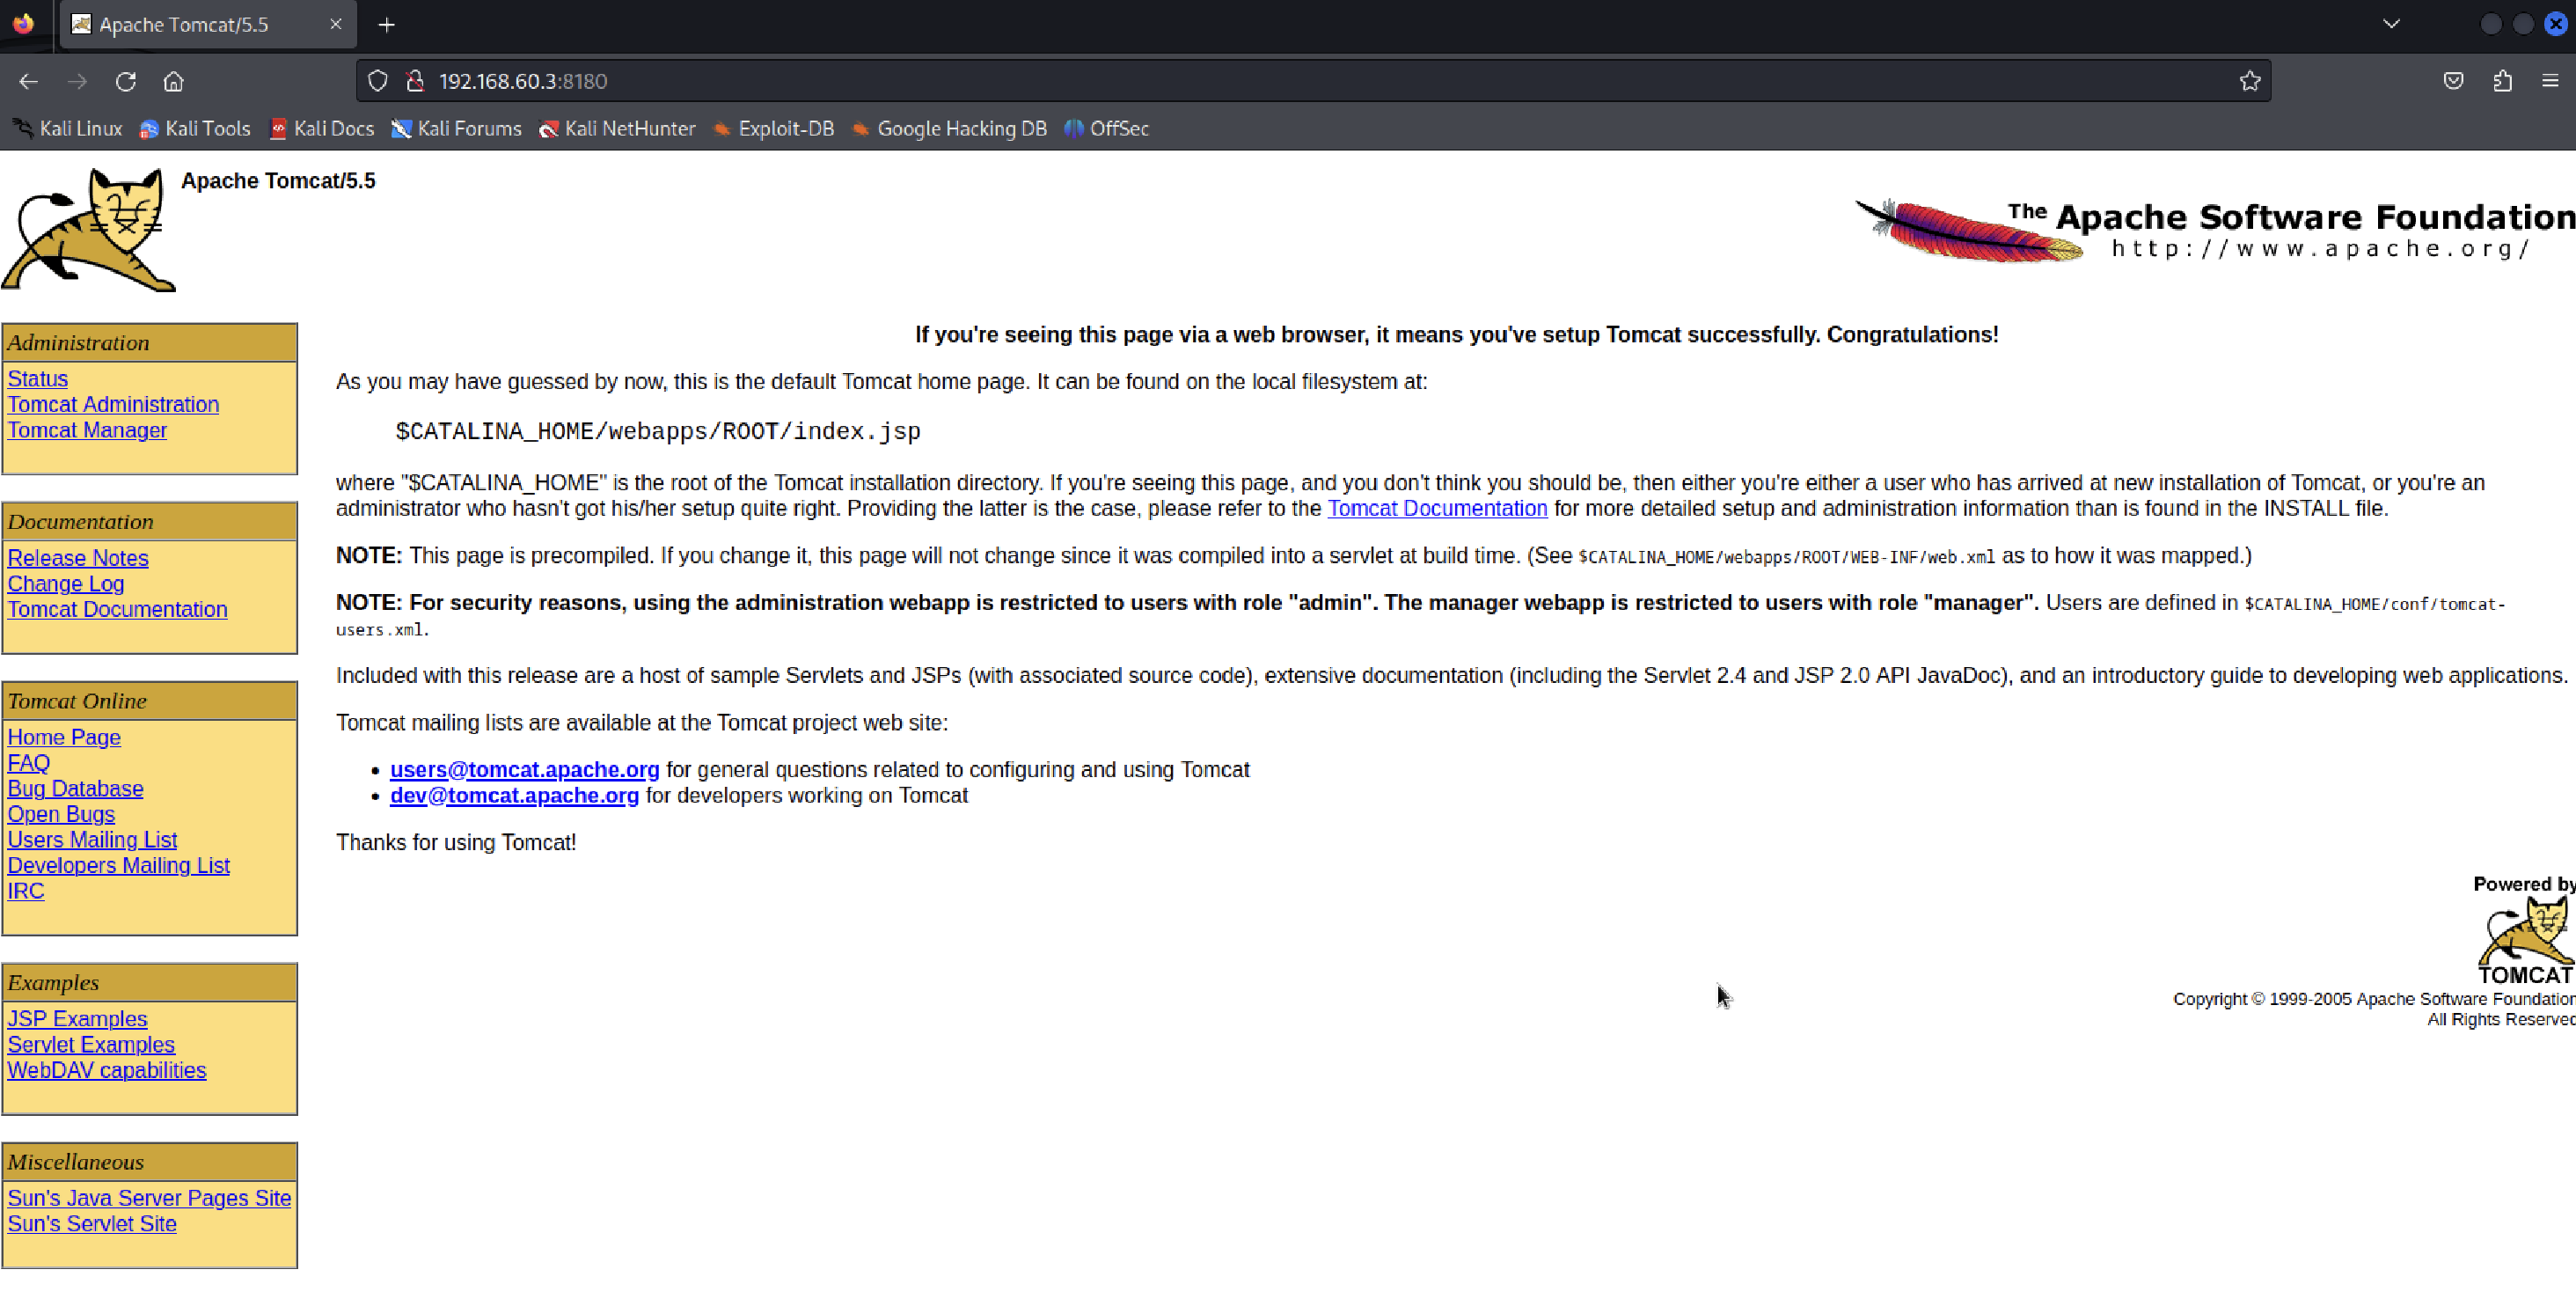 Apache Tomcat/5.5
192.168.60.3:8180
Kali Linux Kali Tools Kali Docs Kali Forums Kali NetHunter Exploit-DB Google Hacking DB OffSec
Apache Tomcat/5.5
The Apache Software Foundation
http://www.apache.org/
Administration
Status
Tomcat Administration
Tomcat Manager
Documentation
Release Notes
Change Log
Tomcat Documentation
Tomcat Online
Home Page
FAQ
Bug Database
Open Bugs
Users Mailing List
Developers Mailing List
IRC
Examples
JSP Examples
Servlet Examples
WebDAV capabilities
Miscellaneous
Sun's Java Server Pages Site
Sun's Servlet Site
If you're seeing this page via a web browser, it means you've setup Tomcat successfully. Congratulations!
As you may have guessed by now, this is the default Tomcat home page. It can be found on the local filesystem at:
$CATALINA_HOME/webapps/ROOT/index.jsp
where "$CATALINA_HOME" is the root of the Tomcat installation directory. If you're seeing this page, and you don't think you should be, then either you're either a user who has arrived at new installation of Tomcat, or you're an
administrator who hasn't got his/her setup quite right. Providing the latter is the case, please refer to the Tomcat Documentation for more detailed setup and administration information than is found in the INSTALL file.
NOTE: This page is precompiled. If you change it, this page will not change since it was compiled into a servlet at build time. (See $CATALINA_HOME/webapps/ROOT/WEB-INF/web.xml as to how it was mapped.)
NOTE: For security reasons, using the administration webapp is restricted to users with role "admin". The manager webapp is restricted to users with role "manager". Users are defined in $CATALINA_HOME/conf/tomcat-
users.xml.
Included with this release are a host of sample Servlets and JSPs (with associated source code), extensive documentation (including the Servlet 2.4 and JSP 2.0 API JavaDoc), and an introductory guide to developing web applications.
Tomcat mailing lists are available at the Tomcat project web site:
• users@tomcat.apache.org for general questions related to configuring and using Tomcat
• dev@tomcat.apache.org for developers working on Tomcat
Thanks for using Tomcat!
Powered by
TOMCAT
Copyright © 1999-2005 Apache Software Foundation
All Rights Reserved